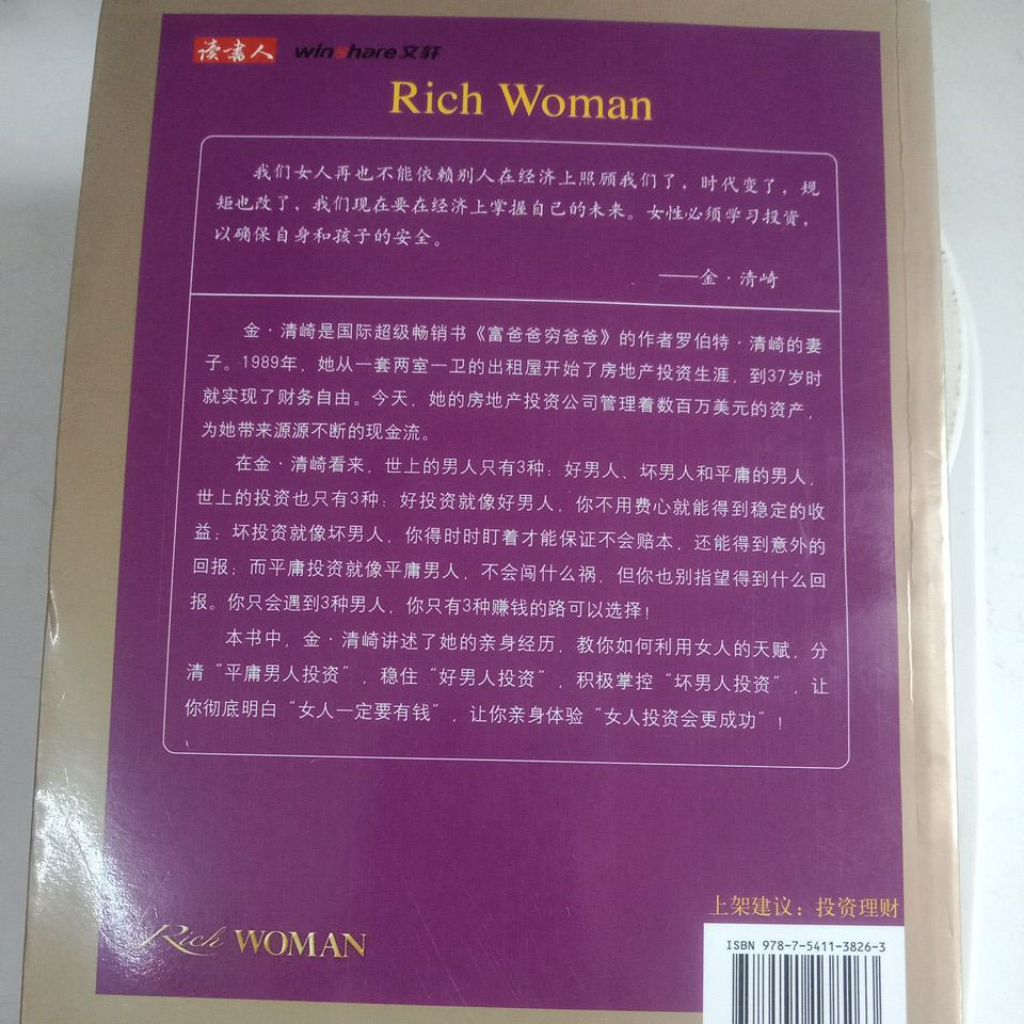 读书人 winshare文轩
Rich Woman
我们女人再也不能依赖别人在经济上照顾我们了，时代变了，规
矩也改了、我们现在要在经济上掌握自己的未来。女性必须学习投资，
以确保自身和孩子的安全。
——金·清崎
金·清崎是国际超级畅销书《富爸爸穷爸爸》的作者罗伯特·清崎的妻
子。1989年，她从一套两室一卫的出租屋开始了房地产投资生涯，到37岁时
就实现了财务自由。今天，她的房地产投资公司管理着数百万美元的资产，
为她带来源源不断的现金流。
在金·清崎看来，世上的男人只有3种：好男人、坏男人和平庸的男人，
世上的投资也只有3种：好投资就像好男人，你不用费心就能得到稳定的收
益；坏投资就像坏男人，你得时时盯着才能保证不会赔本，还能得到意外的
回报；而平庸投资就像平庸男人，不会闯什么祸，但你也别指望得到什么回
报。你只会遇到3种男人，你只有3种赚钱的路可以选择！
本书中，金·清崎讲述了她的亲身经历，教你如何利用女人的天赋，分
清“平庸男人投资”，稳住“好男人投资”，积极掌控“坏男人投资”，让
你彻底明白“女人一定要有钱”，让你亲身体验“女人投资会更成功”！
上架建议：投资理财
Rich WOMAN
ISBN 978-7-5411-3826-3